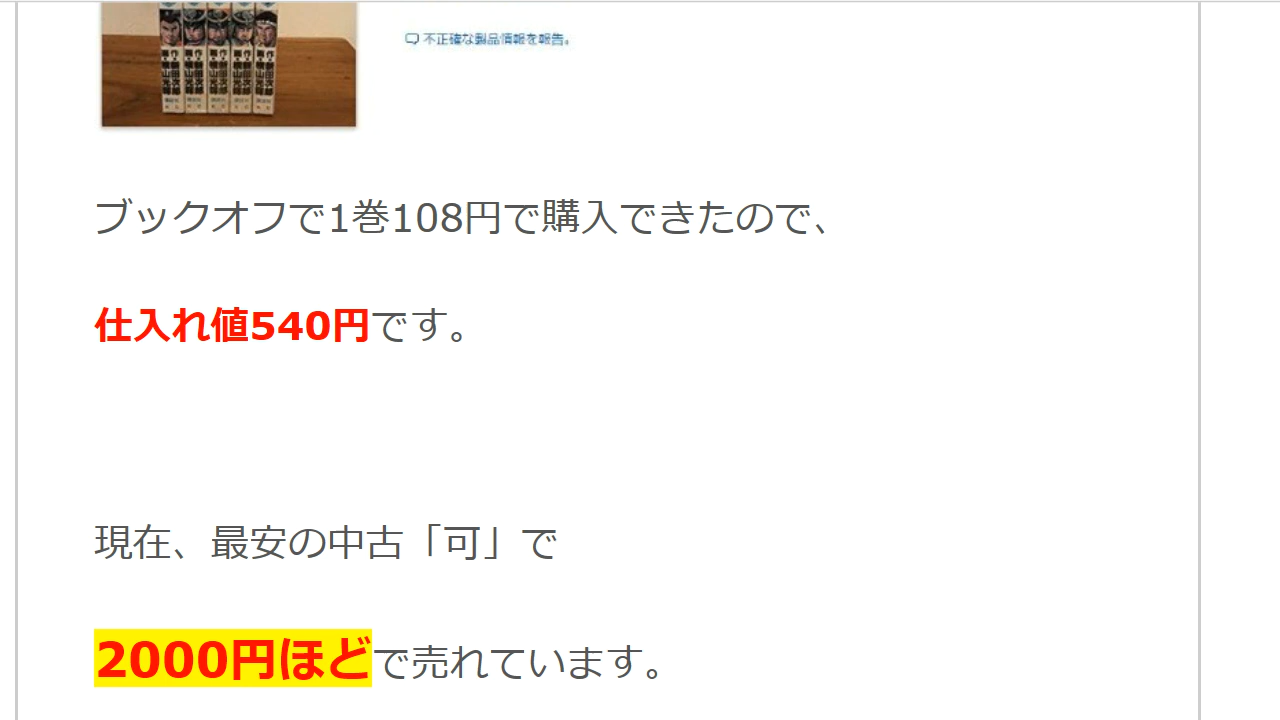 不正確な製品情報を報告。
ブックオフで1巻108円で購入できたので、
仕入れ値540円です。
現在、最安の中古「可」で
2000円ほどで売れています。